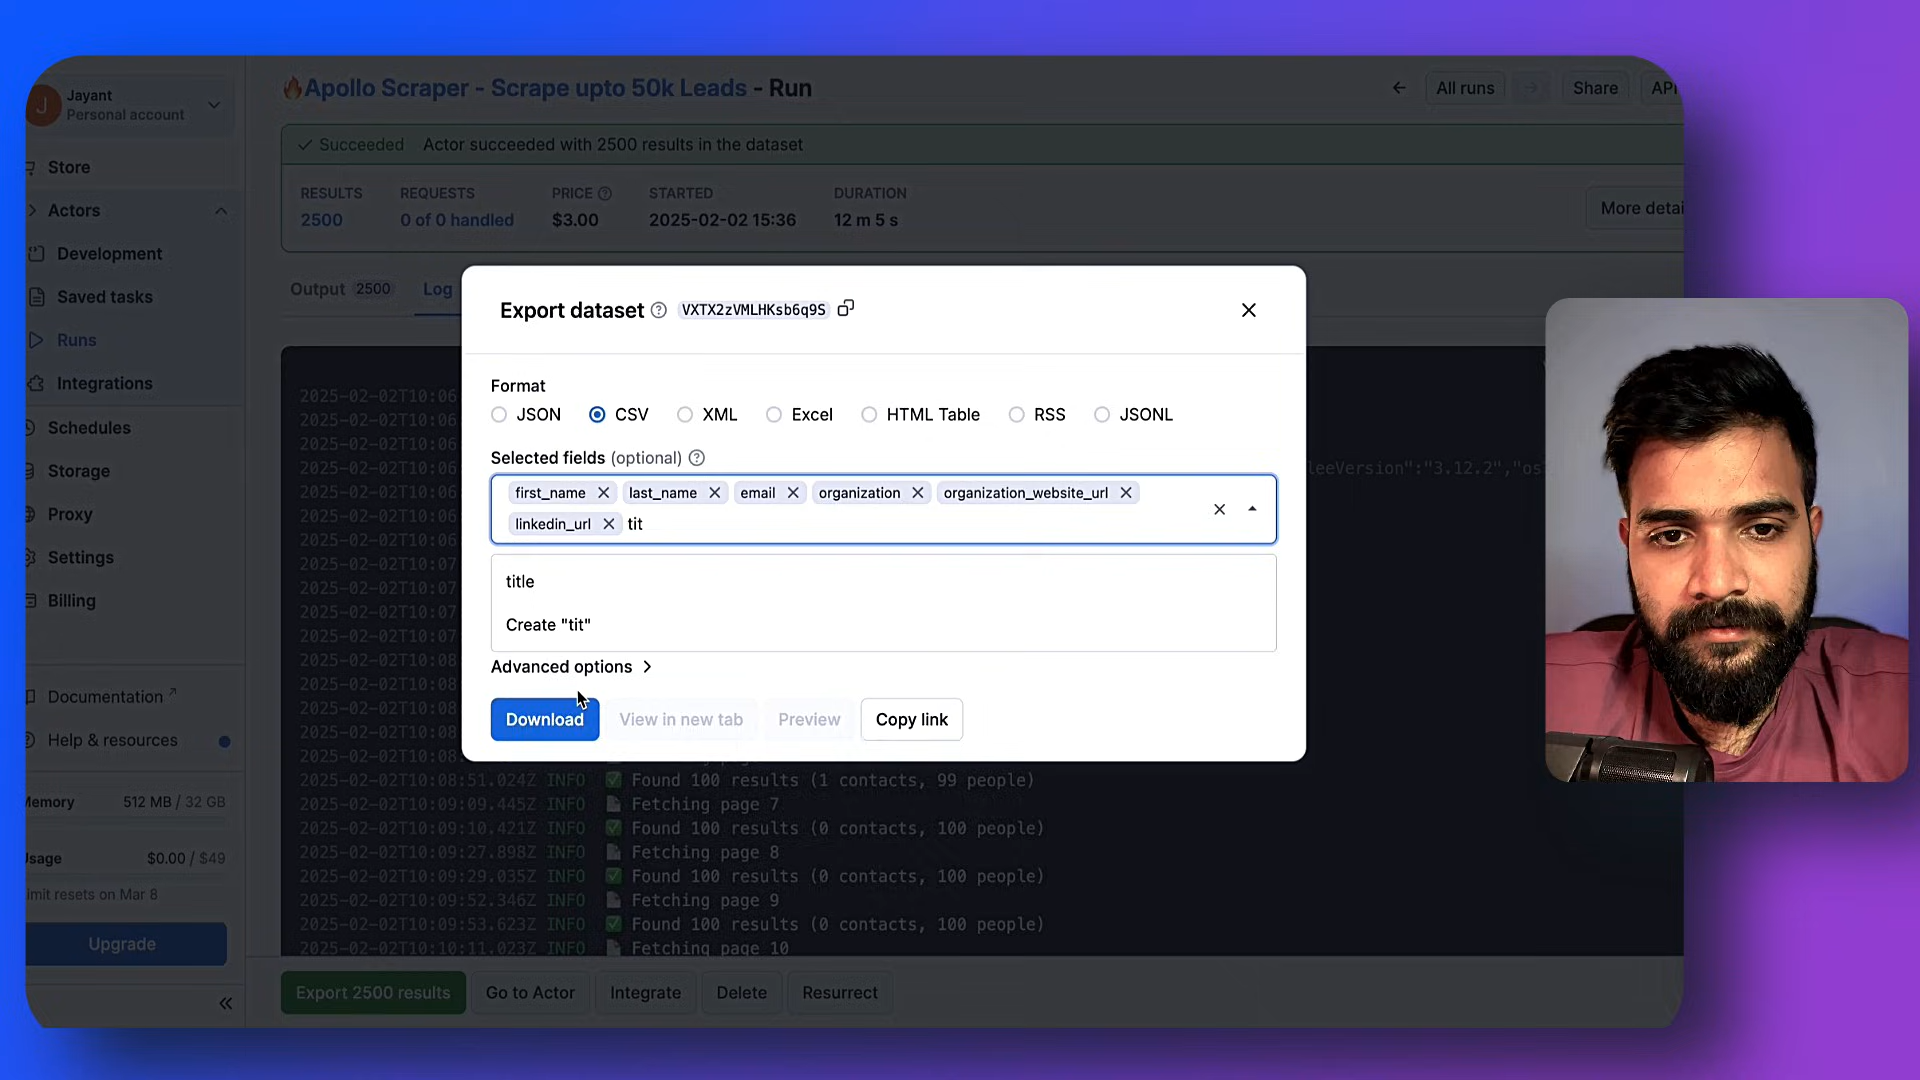 Jayant
Personal account
Store
Actors
Development
Saved tasks
Runs
Integrations
Schedules
Storage
Proxy
Settings
Billing
Documentation
Help & resources
Memory 512 MB / 32 GB
Usage $0.00 / $49
Limit resets on Mar 8
Upgrade
🔥Apollo Scraper - Scrape upto 50k Leads - Run
All runs Share API
Succeeded Actor succeeded with 2500 results in the dataset
RESULTS REQUESTS PRICE STARTED DURATION
2500 0 of 0 handled $3.00 2025-02-02 15:36 12 m 5 s
More detai
Output 2500 Log
Export dataset VXTX2zVMLHKsb6q9S
Format
JSON CSV XML Excel HTML Table RSS JSONL
Selected fields (optional)
first_name last_name email organization organization_website_url
linkedin_url tit
title
Create "tit"
Advanced options
Download View in new tab Preview Copy link
2025-02-02T10:06
2025-02-02T10:06
2025-02-02T10:06
2025-02-02T10:06 leeVersion":"3.12.2","os
2025-02-02T10:06
2025-02-02T10:07
2025-02-02T10:07
2025-02-02T10:07
2025-02-02T10:07
2025-02-02T10:07
2025-02-02T10:07
2025-02-02T10:08
2025-02-02T10:08
2025-02-02T10:08
2025-02-02T10:08
2025-02-02T10:08
2025-02-02T10:08:51.024Z INFO ✅ Found 100 results (1 contacts, 99 people)
2025-02-02T10:09:09.445Z INFO Fetching page 7
2025-02-02T10:09:10.421Z INFO ✅ Found 100 results (0 contacts, 100 people)
2025-02-02T10:09:27.898Z INFO Fetching page 8
2025-02-02T10:09:29.035Z INFO ✅ Found 100 results (0 contacts, 100 people)
2025-02-02T10:09:52.346Z INFO Fetching page 9
2025-02-02T10:09:53.623Z INFO ✅ Found 100 results (0 contacts, 100 people)
2025-02-02T10:10:11.023Z INFO Fetching page 10
Export 2500 results Go to Actor Integrate Delete Resurrect